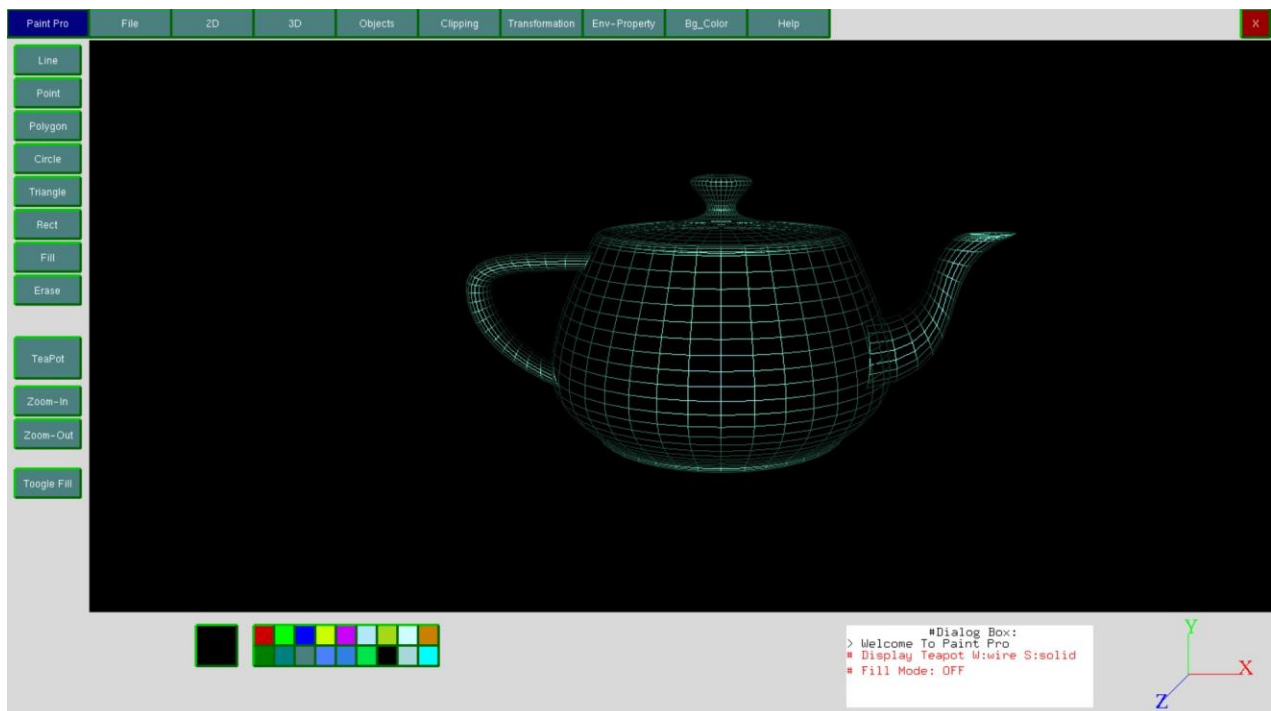 Paint Pro File 2D 3D Objects Clipping Transformation Env-Property Bg_Color Help X
Line
Point
Polygon
Circle
Triangle
Rect
Fill
Erase
TeaPot
Zoom-In
Zoom-Out
Toogle Fill
#Dialog Box:
> Welcome To Paint Pro
# Display Teapot W:wire S:solid
# Fill Mode: OFF
Y
X
Z